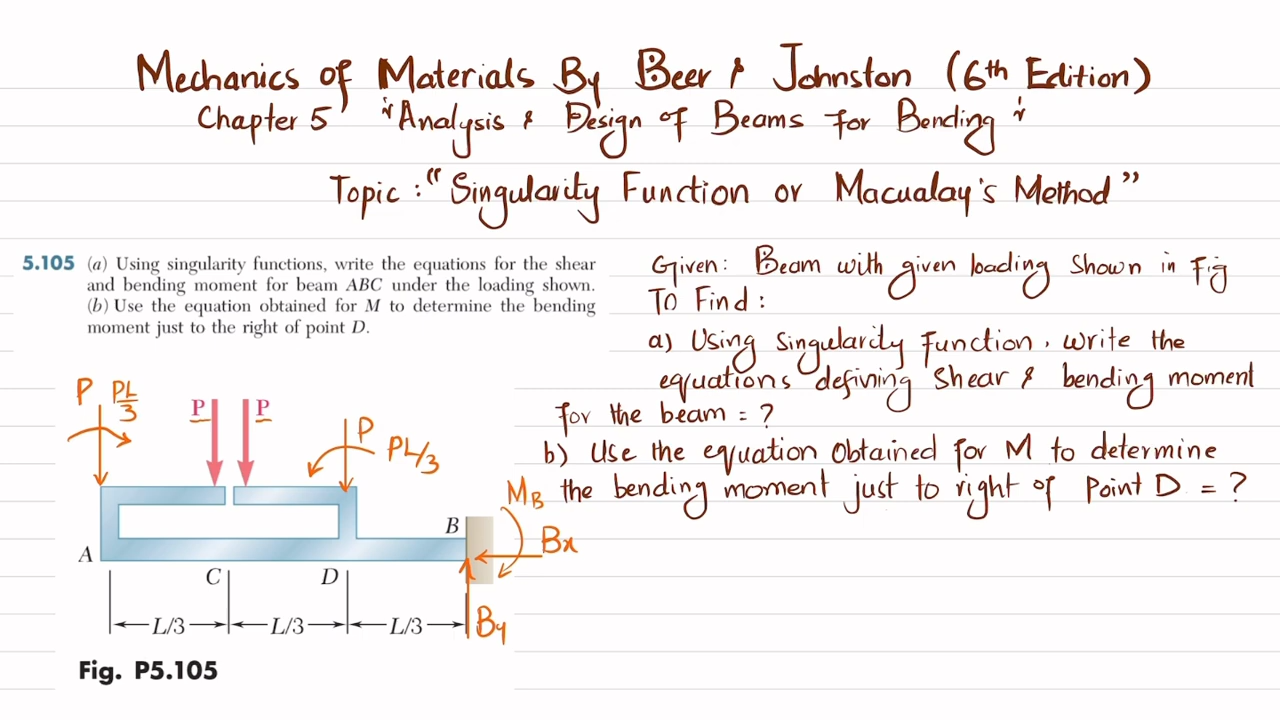 Mechanics of Materials By Beer & Johnston (6th Edition)
Chapter 5 "Analysis & Design of Beams for Bending"
Topic: "Singularity Function or Macualay's Method"
5.105 (a) Using singularity functions, write the equations for the shear
and bending moment for beam ABC under the loading shown.
(b) Use the equation obtained for M to determine the bending
moment just to the right of point D.
Given: Beam with given loading Shown in Fig
To Find:
a) Using Singularity Function, write the
equations defining Shear & bending moment
for the beam = ?
b) Use the equation Obtained for M to determine
the bending moment just to right of Point D = ?
P PL/3
P P
P
PL/3
MB
B
Bx
A
C D
L/3 L/3 L/3
By
Fig. P5.105